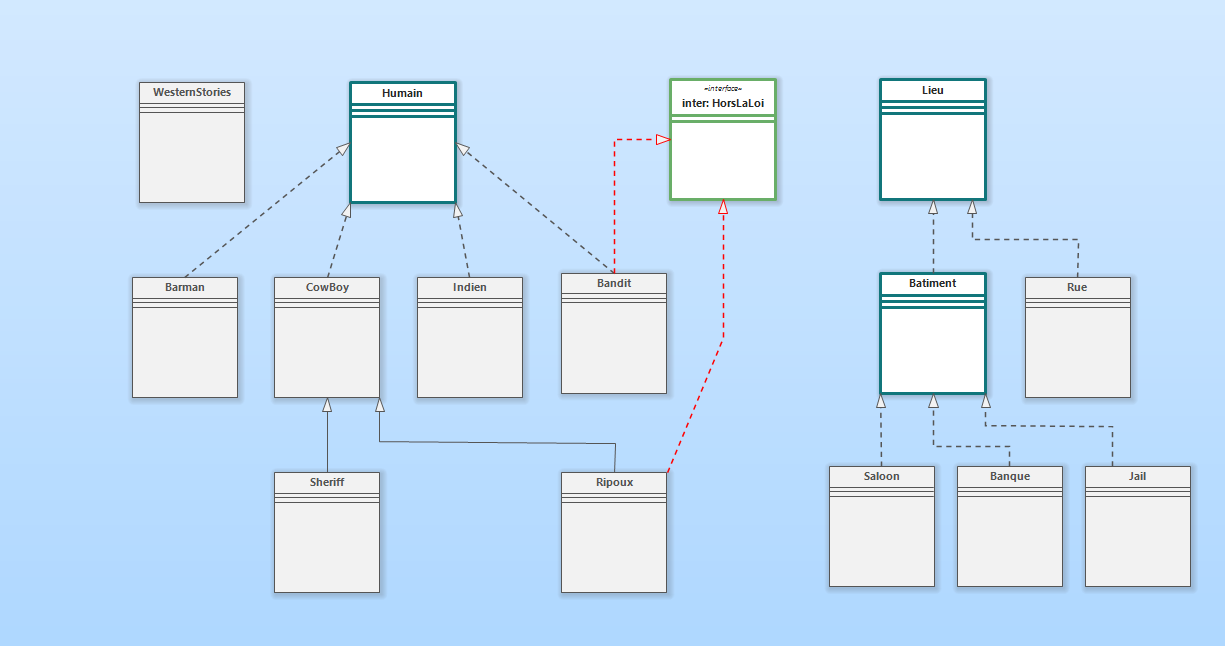 WesternStories
Humain
«interface»
inter: HorsLaLoi
Lieu
Barman
CowBoy
Indien
Bandit
Batiment
Rue
Sheriff
Ripoux
Saloon
Banque
Jail